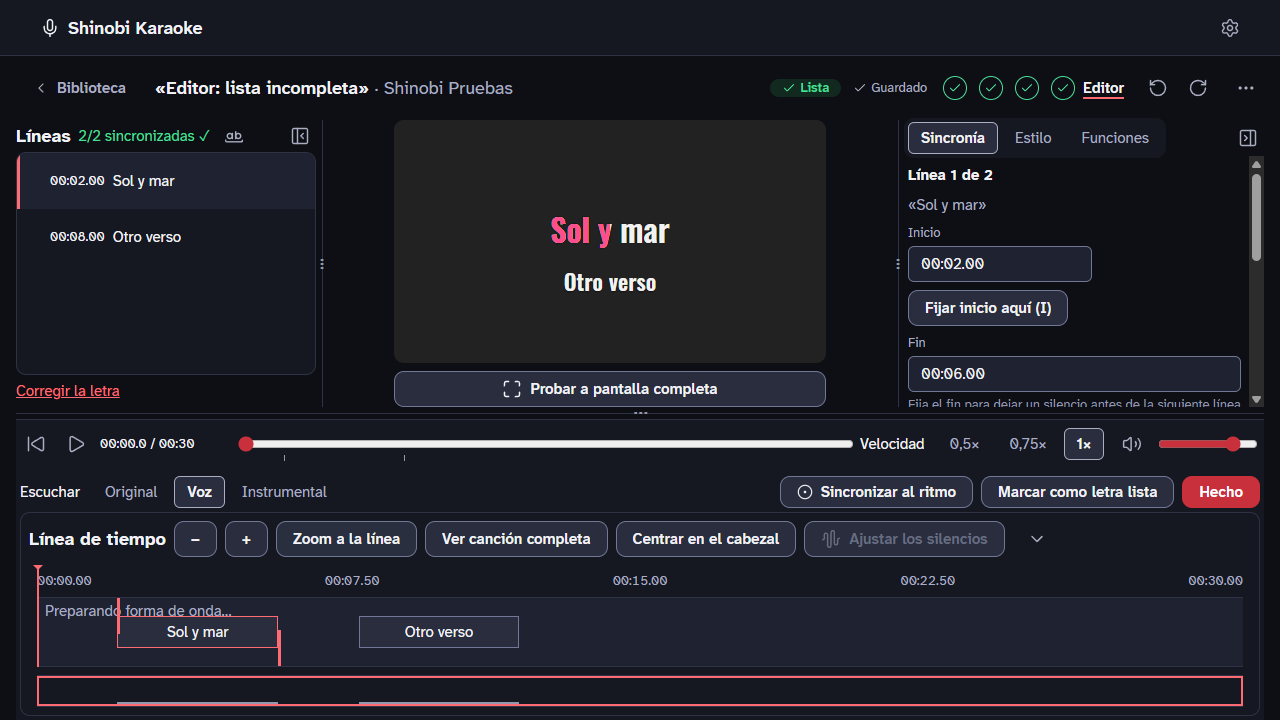 Shinobi Karaoke
Biblioteca «Editor: lista incompleta» · Shinobi Pruebas Lista Guardado Editor
Líneas 2/2 sincronizadas ✓ ab
00:02.00 Sol y mar
00:08.00 Otro verso
Corregir la letra
Sol y mar
Otro verso
Probar a pantalla completa
Sincronía Estilo Funciones
Línea 1 de 2
«Sol y mar»
Inicio
00:02.00
Fijar inicio aquí (I)
Fin
00:06.00
Fija el fin para dejar un silencio antes de la siguiente línea
00:00.0 / 00:30 Velocidad 0,5× 0,75× 1×
Escuchar Original Voz Instrumental Sincronizar al ritmo Marcar como letra lista Hecho
Línea de tiempo − + Zoom a la línea Ver canción completa Centrar en el cabezal Ajustar los silencios
00:00.00 00:07.50 00:15.00 00:22.50 00:30.00
Preparando forma de onda...
Sol y mar Otro verso